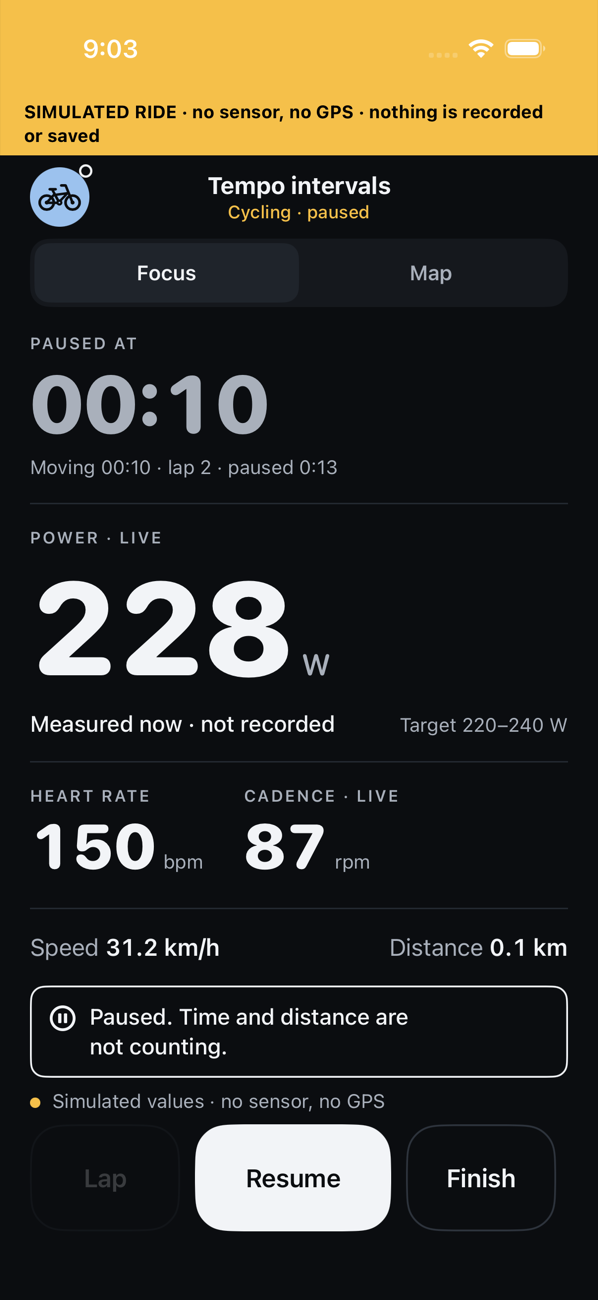 9:03
SIMULATED RIDE · no sensor, no GPS · nothing is recorded
or saved
Tempo intervals
Cycling · paused
Focus
Map
PAUSED AT
00:10
Moving 00:10 · lap 2 · paused 0:13
POWER · LIVE
228 W
Measured now · not recorded
Target 220–240 W
HEART RATE
CADENCE · LIVE
150 bpm
87 rpm
Speed 31.2 km/h
Distance 0.1 km
Paused. Time and distance are
not counting.
Simulated values · no sensor, no GPS
Lap
Resume
Finish